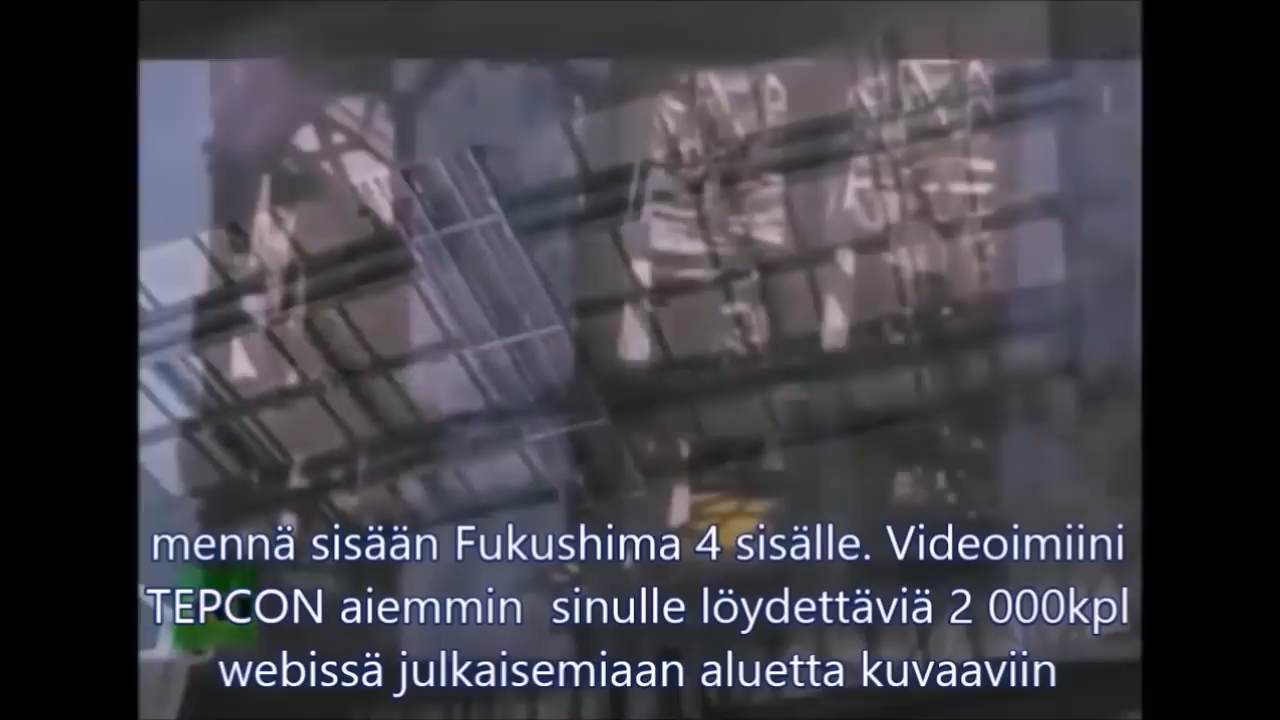 mennä sisään Fukushima 4 sisälle. Videoimiini
TEPCON aiemmin  sinulle löydettäviä 2 000kpl
webissä julkaisemiaan aluetta kuvaaviin